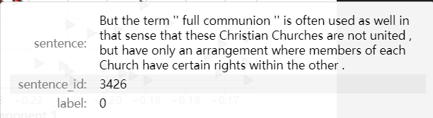 But the term " full communion " is often used as well in
sentence: that sense that these Christian Churches are not united ,
but have only an arrangement where members of each
Church have certain rights within the other .
sentence_id: 3426
label: 0